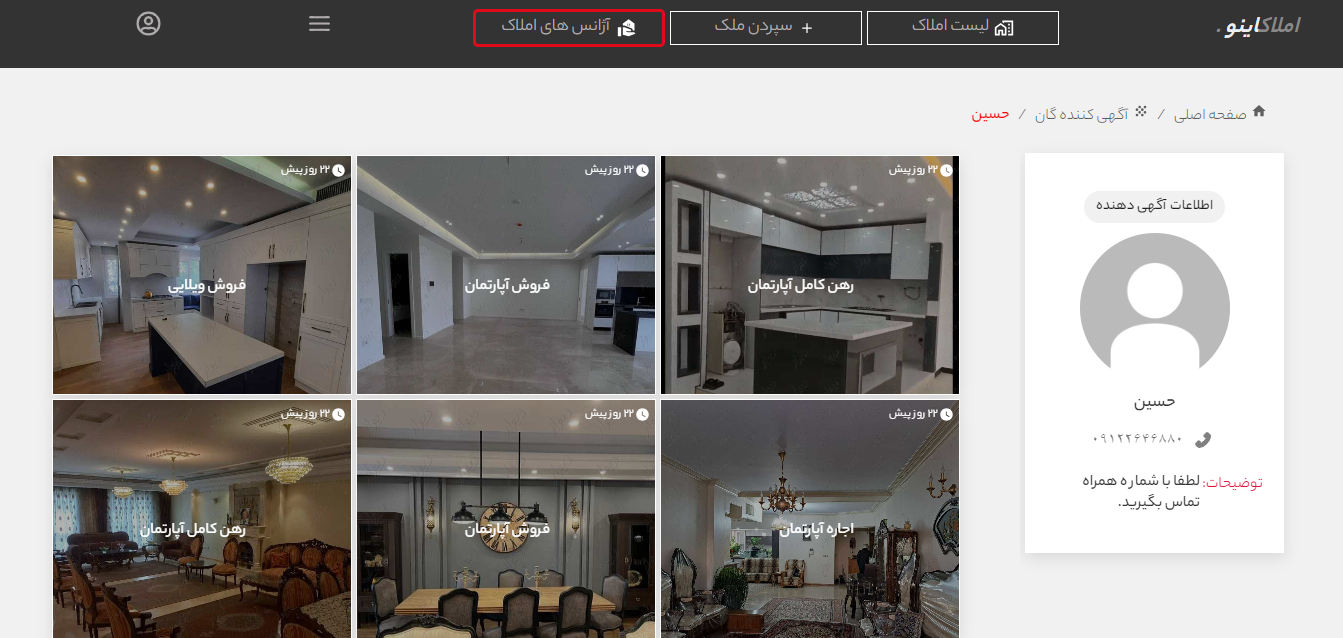 املاکاینو .
لیست املاک
سپردن ملک
آژانس های املاک
صفحه اصلی / آگهی کننده گان / حسین
اطلاعات آگهی دهنده
حسین
۰۹۱۲۲۶۴۶۸۸۰
توضیحات: لطفا با شماره همراه
تماس بگیرید.
۲۲ روز پیش
رهن کامل آپارتمان
۲۲ روز پیش
فروش آپارتمان
۲۲ روز پیش
فروش ویلایی
۲۲ روز پیش
اجاره آپارتمان
۲۲ روز پیش
فروش آپارتمان
۲۲ روز پیش
رهن کامل آپارتمان